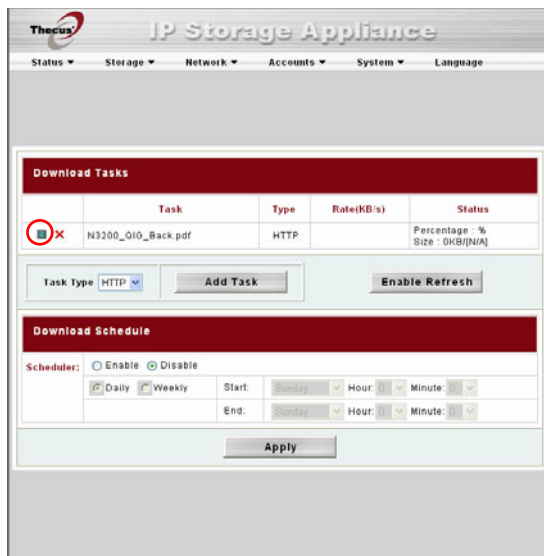 Thecus
IP Storage Appliance
Status Storage Network Accounts System Language
Download Tasks
Task Type Rate(KB/s) Status
N3200_QIG_Back.pdf HTTP Percentage : %
Size : 0KB/[N/A]
Task Type HTTP Add Task Enable Refresh
Download Schedule
Scheduler: Enable Disable
Daily Weekly Start: Sunday Hour: 0 Minute: 0
End: Sunday Hour: 0 Minute: 0
Apply